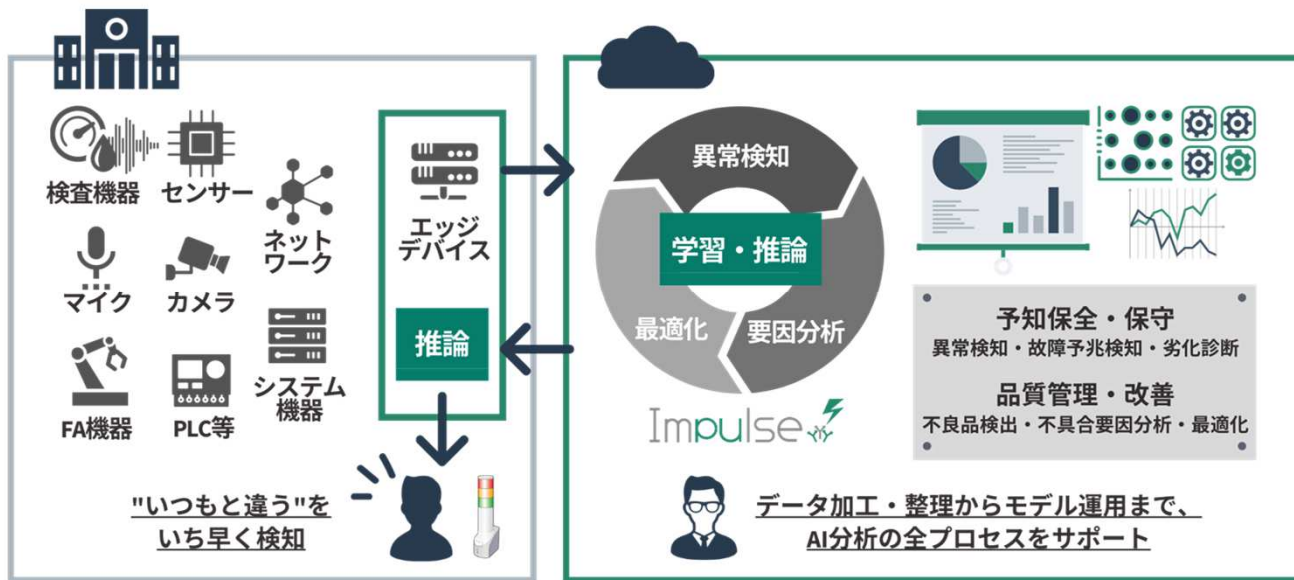 検査機器
センサー
ネット
ワーク
マイク
カメラ
FA機器
PLC等
システム
機器
エッジ
デバイス
推論
"いつもと違う"を
いち早く検知
異常検知
学習・推論
最適化
要因分析
Impulse
予知保全・保守
異常検知・故障予兆検知・劣化診断
品質管理・改善
不良品検出・不具合要因分析・最適化
データ加工・整理からモデル運用まで、
AI分析の全プロセスをサポート